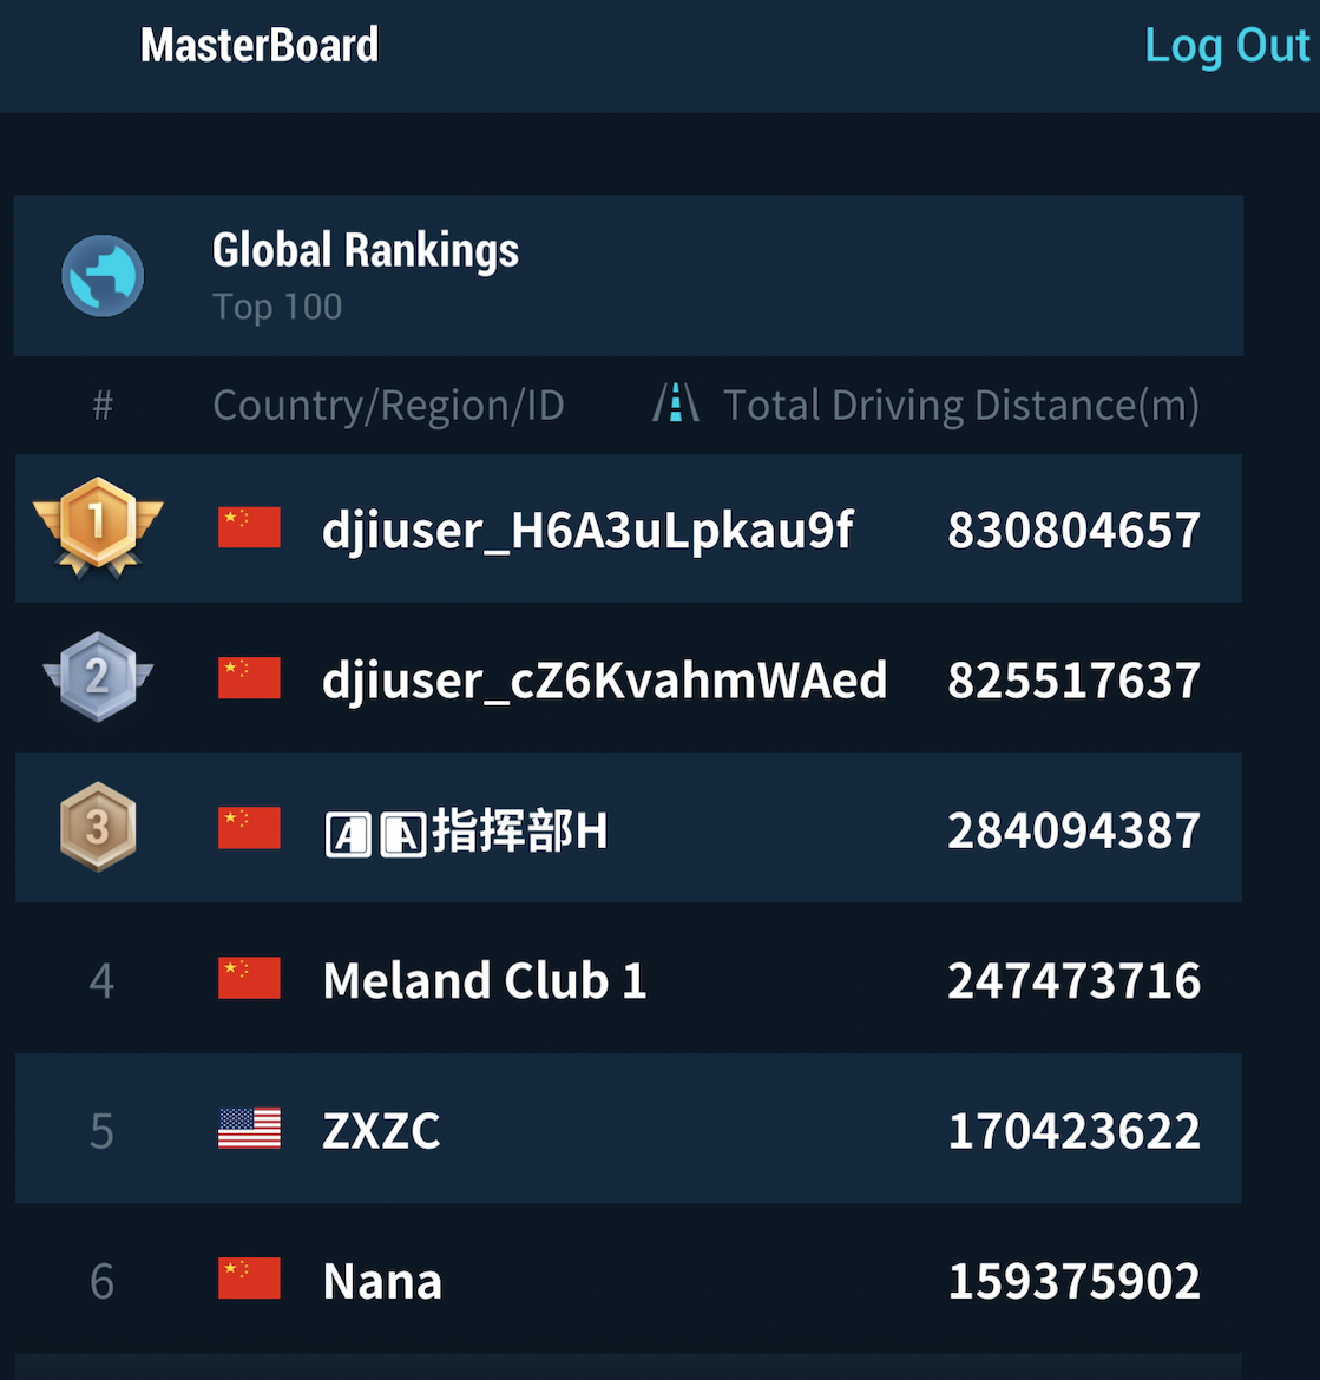 MasterBoard
Log Out
Global Rankings
Top 100
# Country/Region/ID Total Driving Distance(m)
1 djiuser_H6A3uLpkau9f 830804657
2 djiuser_cZ6KvahmWAed 825517637
3 🄰🄰指挥部H 284094387
4 Meland Club 1 247473716
5 ZXZC 170423622
6 Nana 159375902